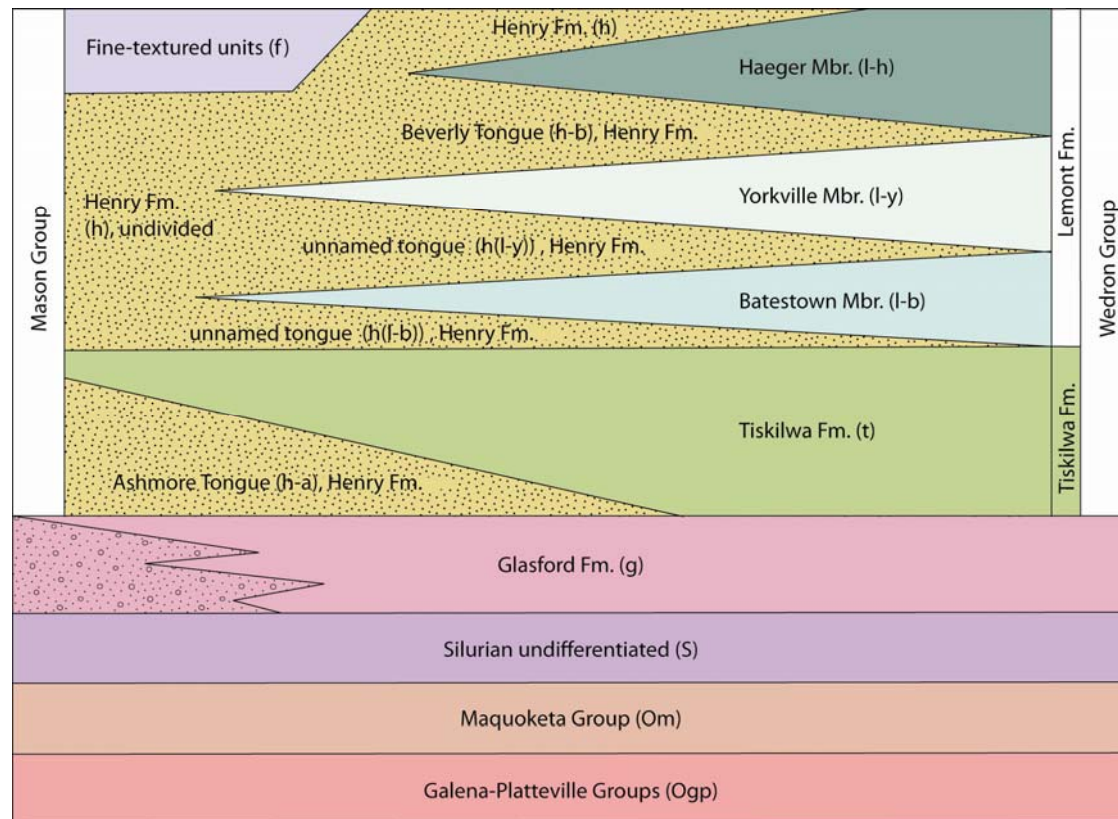 Fine-textured units (f)
Henry Fm. (h)
Haeger Mbr. (l-h)
Beverly Tongue (h-b), Henry Fm.
Yorkville Mbr. (l-y)
Henry Fm.
(h), undivided
unnamed tongue (h(l-y)) , Henry Fm.
Batestown Mbr. (l-b)
unnamed tongue (h(l-b)) , Henry Fm.
Tiskilwa Fm. (t)
Ashmore Tongue (h-a), Henry Fm.
Mason Group
Lemont Fm.
Tiskilwa Fm.
Wedron Group
Glasford Fm. (g)
Silurian undifferentiated (S)
Maquoketa Group (Om)
Galena-Platteville Groups (Ogp)